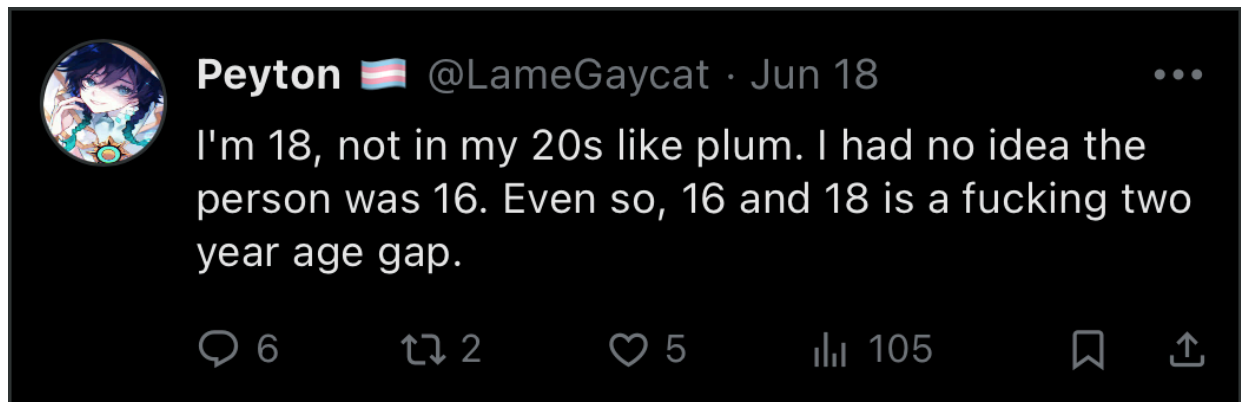 Peyton 🏳️‍⚧️ @LameGaycat · Jun 18
I'm 18, not in my 20s like plum. I had no idea the
person was 16. Even so, 16 and 18 is a fucking two
year age gap.
6 2 5 105